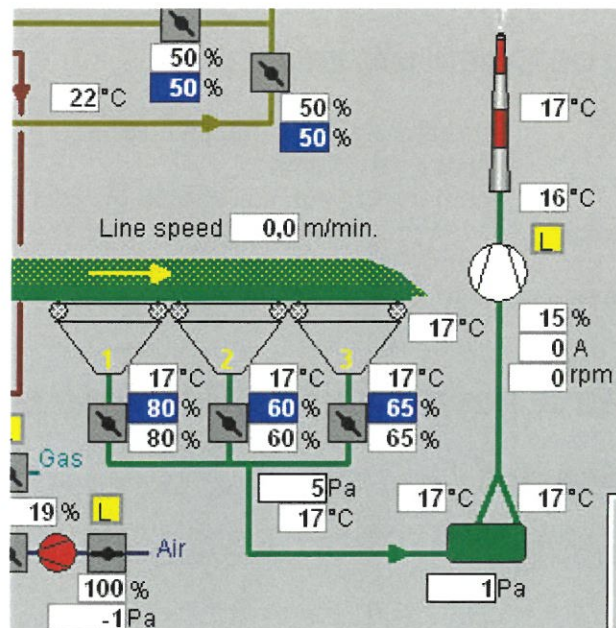 50 %
50
22 °C
50 %
50
17 °C
16 °C
L
Line speed 0,0 m/min.
17 °C
15 %
0 A
0 rpm
1 2 3
17 °C 17 °C 17 °C
80 % 60 % 65 %
80 % 60 % 65 %
Gas
5 Pa
17 °C
17 °C 17 °C
19 % L
Air
100 %
-1 Pa
1 Pa